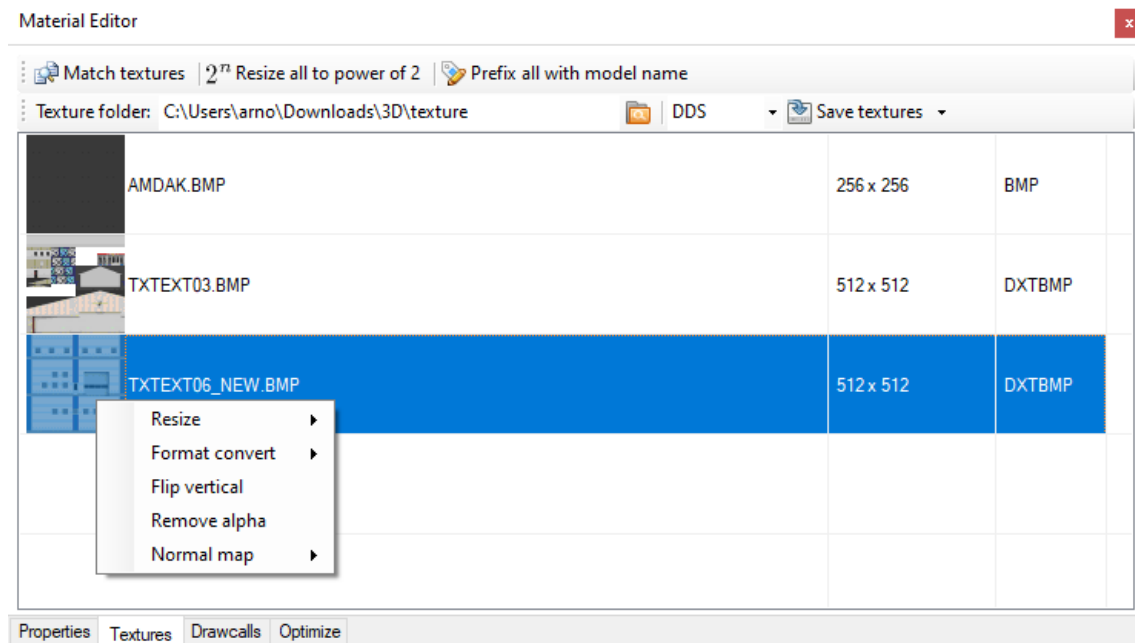 Material Editor
x
Match textures 2ⁿ Resize all to power of 2 Prefix all with model name
Texture folder: C:\Users\arno\Downloads\3D\texture DDS Save textures
AMDAK.BMP 256 x 256 BMP
TXTEXT03.BMP 512 x 512 DXTBMP
TXTEXT06_NEW.BMP 512 x 512 DXTBMP
Resize
Format convert
Flip vertical
Remove alpha
Normal map
Properties Textures Drawcalls Optimize